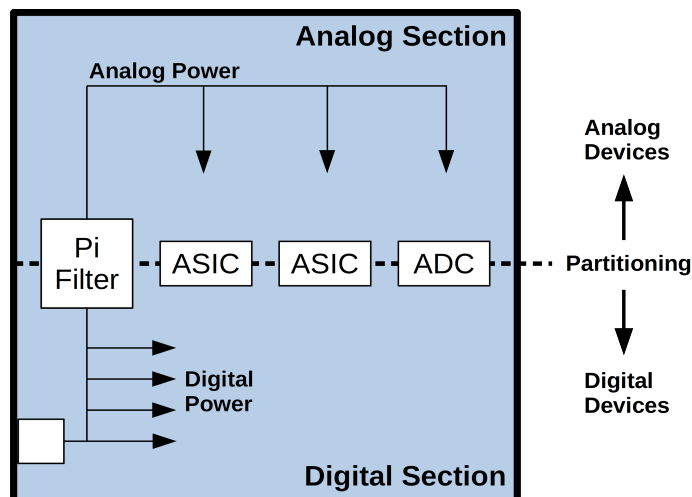 Analog Section
Analog Power
Analog
Devices
Pi
Filter
ASIC
ASIC
ADC
Partitioning
Digital
Power
Digital
Devices
Digital Section